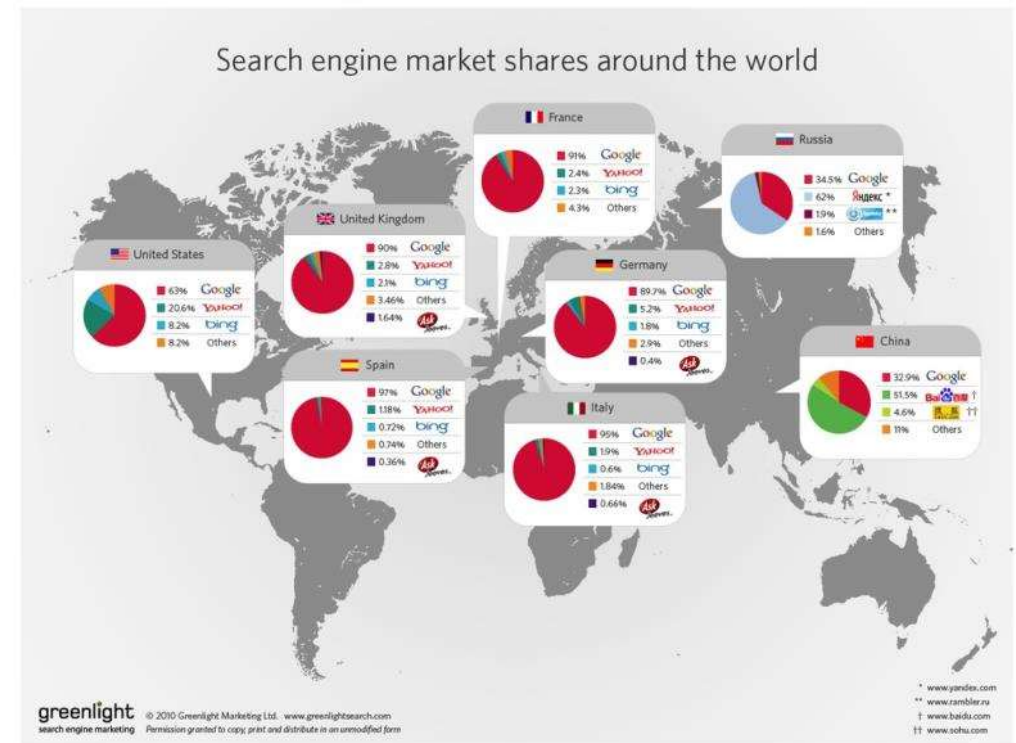 Search engine market shares around the world
France
91% Google
2.4% YAHOO!
2.3% bing
4.3% Others
Russia
34.5% Google
62% Яндекс *
1.9% **
1.6% Others
United Kingdom
90% Google
2.8% YAHOO!
2.1% bing
3.46% Others
1.64% Ask Jeeves
United States
63% Google
20.6% YAHOO!
8.2% bing
8.2% Others
Germany
89.7% Google
5.2% YAHOO!
1.8% bing
2.9% Others
0.4% Ask Jeeves
China
32.9% Google
51.5% Bai 百度 †
4.6% ††
11% Others
Spain
97% Google
1.18% YAHOO!
0.72% bing
0.74% Others
0.36% Ask Jeeves
Italy
95% Google
1.9% YAHOO!
0.6% bing
1.84% Others
0.66% Ask Jeeves
* www.yandex.com
** www.rambler.ru
† www.baidu.com
†† www.sohu.com
greenlight
search engine marketing
© 2010 Greenlight Marketing Ltd. www.greenlightsearch.com
Permission granted to copy, print and distribute in an unmodified form